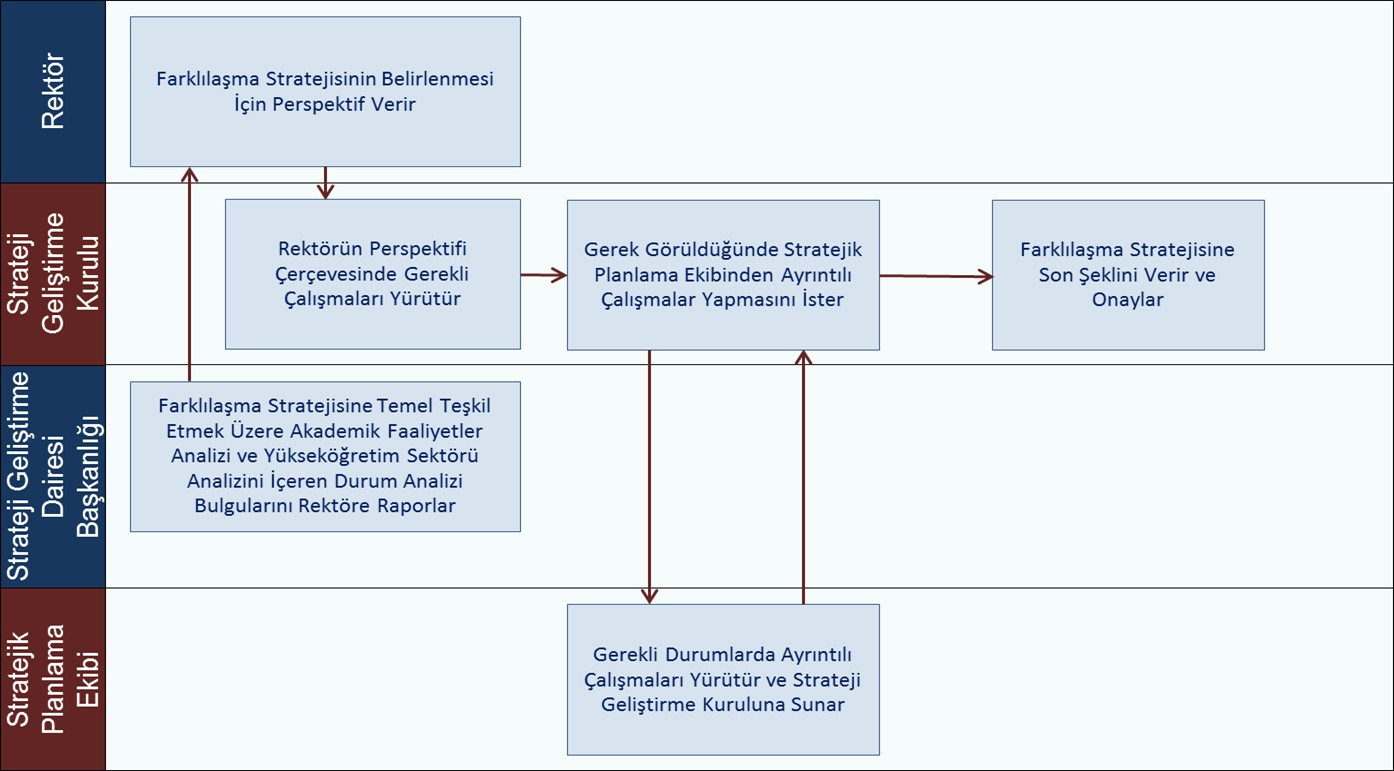 Rektör
Farklılaşma Stratejisinin Belirlenmesi
İçin Perspektif Verir
Strateji
Geliştirme
Kurulu
Rektörün Perspektifi
Çerçevesinde Gerekli
Çalışmaları Yürütür
Gerek Görüldüğünde Stratejik
Planlama Ekibinden Ayrıntılı
Çalışmalar Yapmasını İster
Farklılaşma Stratejisine
Son Şeklini Verir ve
Onaylar
Strateji Geliştirme
Dairesi
Başkanlığı
Farklılaşma Stratejisine Temel Teşkil
Etmek Üzere Akademik Faaliyetler
Analizi ve Yükseköğretim Sektörü
Analizini İçeren Durum Analizi
Bulgularını Rektöre Raporlar
Stratejik
Planlama
Ekibi
Gerekli Durumlarda Ayrıntılı
Çalışmaları Yürütür ve Strateji
Geliştirme Kuruluna Sunar